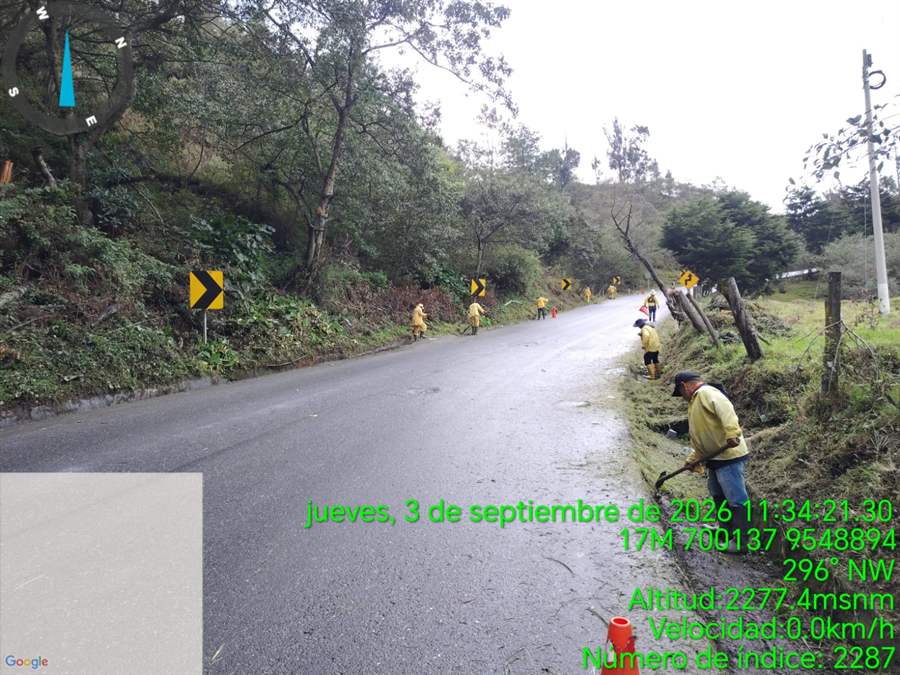 W
N
S
E
jueves, 3 de septiembre de 2026 11:34:21.30
17M 700137 9548894
296° NW
Altitud:2277.4msnm
Velocidad:0.0km/h
Número de índice: 2287
Google